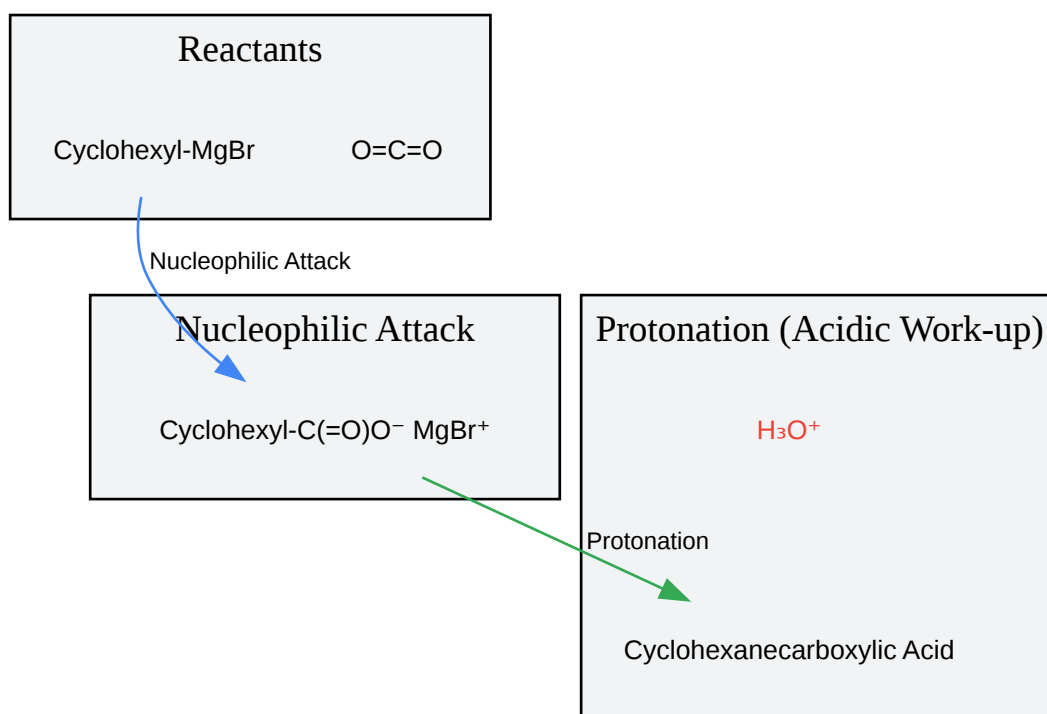 Reactants
Cyclohexyl-MgBr
O=C=O
Nucleophilic Attack
Nucleophilic Attack
Cyclohexyl-C(=O)O⁻ MgBr⁺
Protonation (Acidic Work-up)
H₃O⁺
Protonation
Cyclohexanecarboxylic Acid